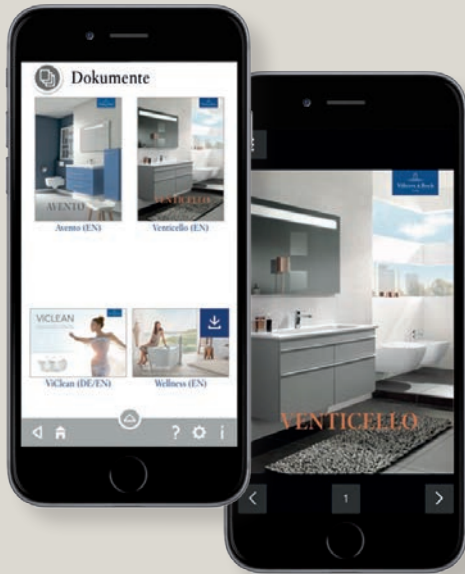 Dokumente
AVENTO
VENTICELLO
Avento (EN)
Venticello (EN)
VICLEAN
ViClean (DE/EN)
Wellness (EN)
? i
Villeroy & Boch
VENTICELLO
1